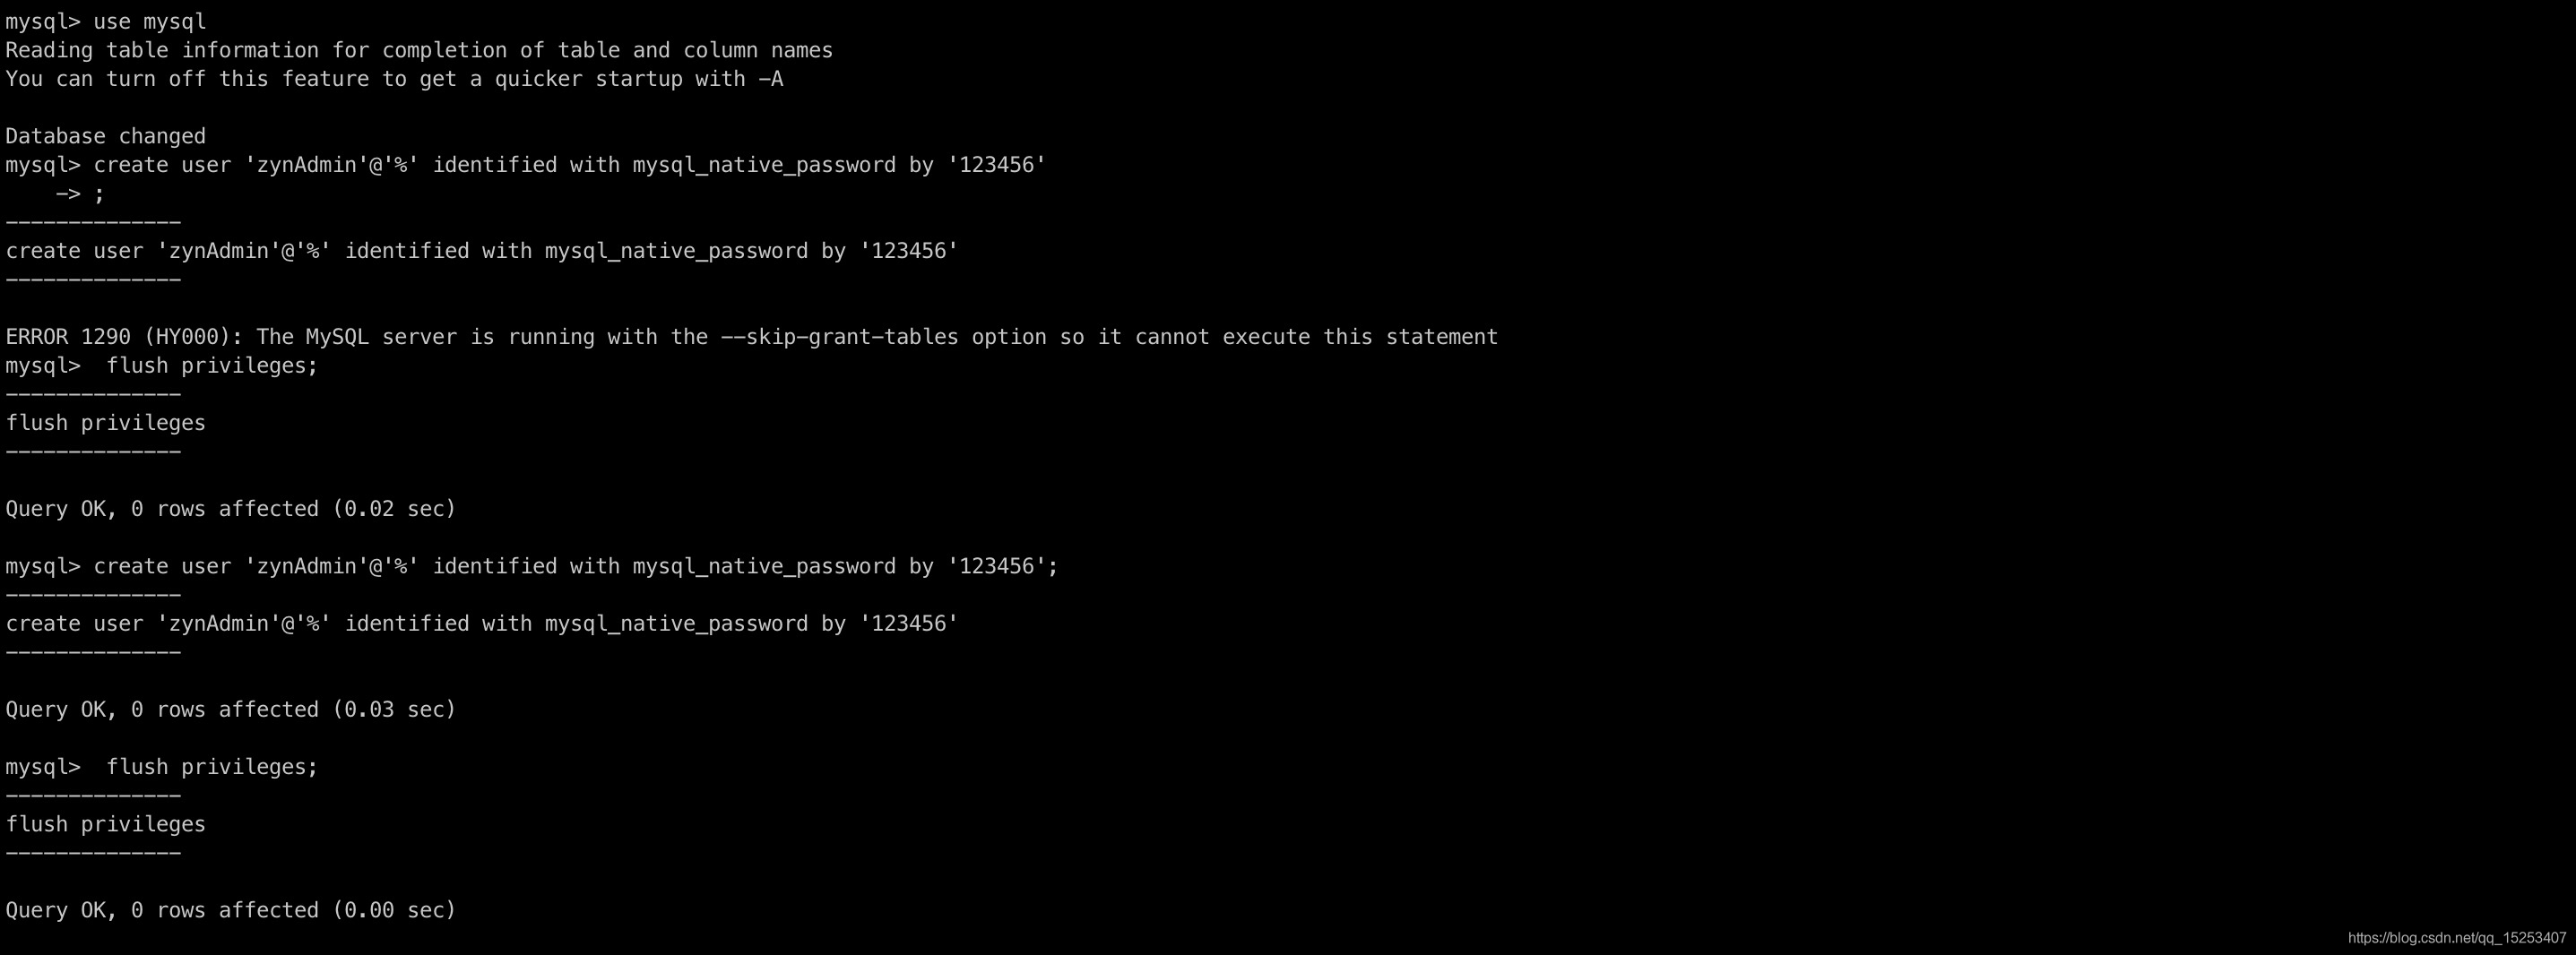 mysql> use mysql
Reading table information for completion of table and column names
You can turn off this feature to get a quicker startup with -A
Database changed
mysql> create user 'zynAdmin'@'%' identified with mysql_native_password by '123456'
    -> ;
--------------
create user 'zynAdmin'@'%' identified with mysql_native_password by '123456'
--------------
ERROR 1290 (HY000): The MySQL server is running with the --skip-grant-tables option so it cannot execute this statement
mysql>  flush privileges;
--------------
flush privileges
--------------
Query OK, 0 rows affected (0.02 sec)
mysql> create user 'zynAdmin'@'%' identified with mysql_native_password by '123456';
--------------
create user 'zynAdmin'@'%' identified with mysql_native_password by '123456'
--------------
Query OK, 0 rows affected (0.03 sec)
mysql>  flush privileges;
--------------
flush privileges
--------------
Query OK, 0 rows affected (0.00 sec)
https://blog.csdn.net/qq_15253407